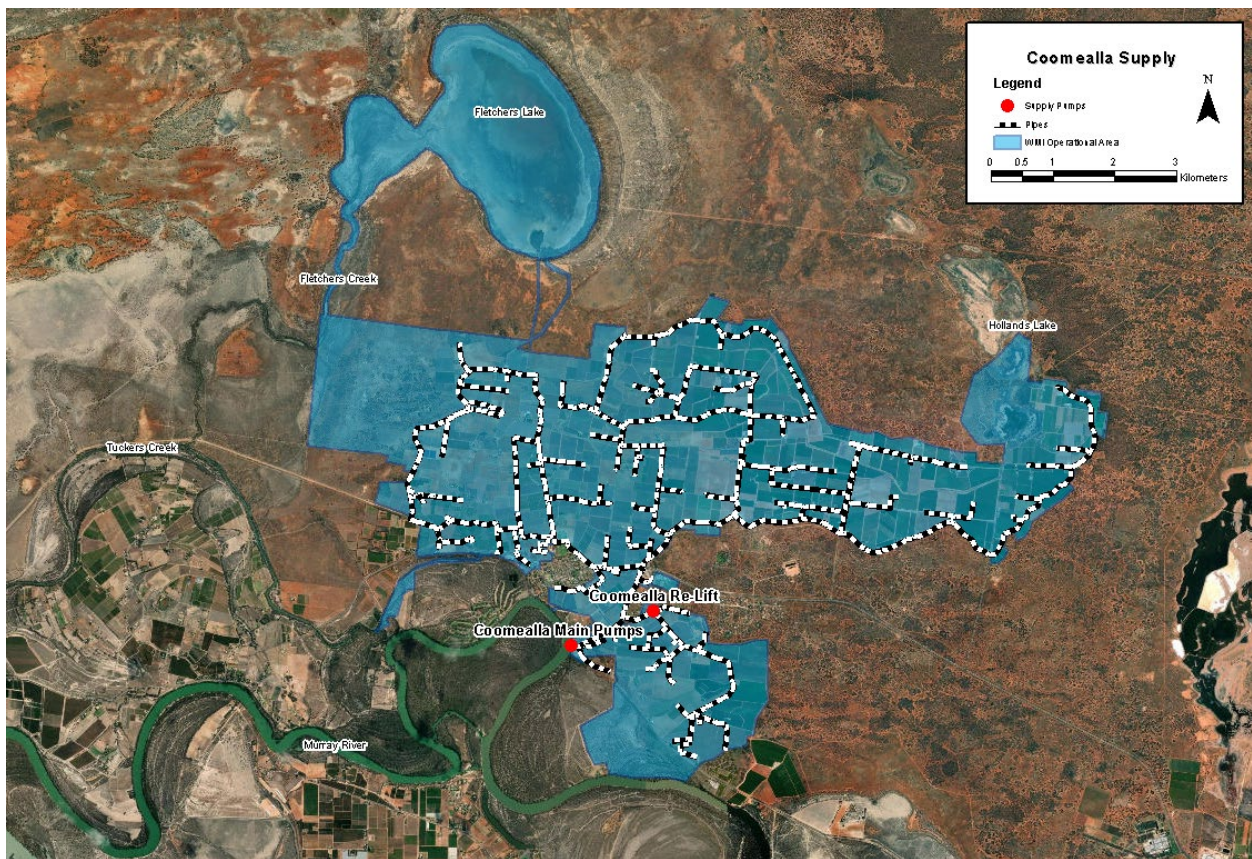 Coomealla Supply
Legend
N
Supply Pumps
Pipes
WMI Operational Area
0 0.5 1 2 3
Kilometers
Fletchers Lake
Fletchers Creek
Hollands Lake
Tuckers Creek
Coomealla Re-Lift
Coomealla Main Pumps
Murray River